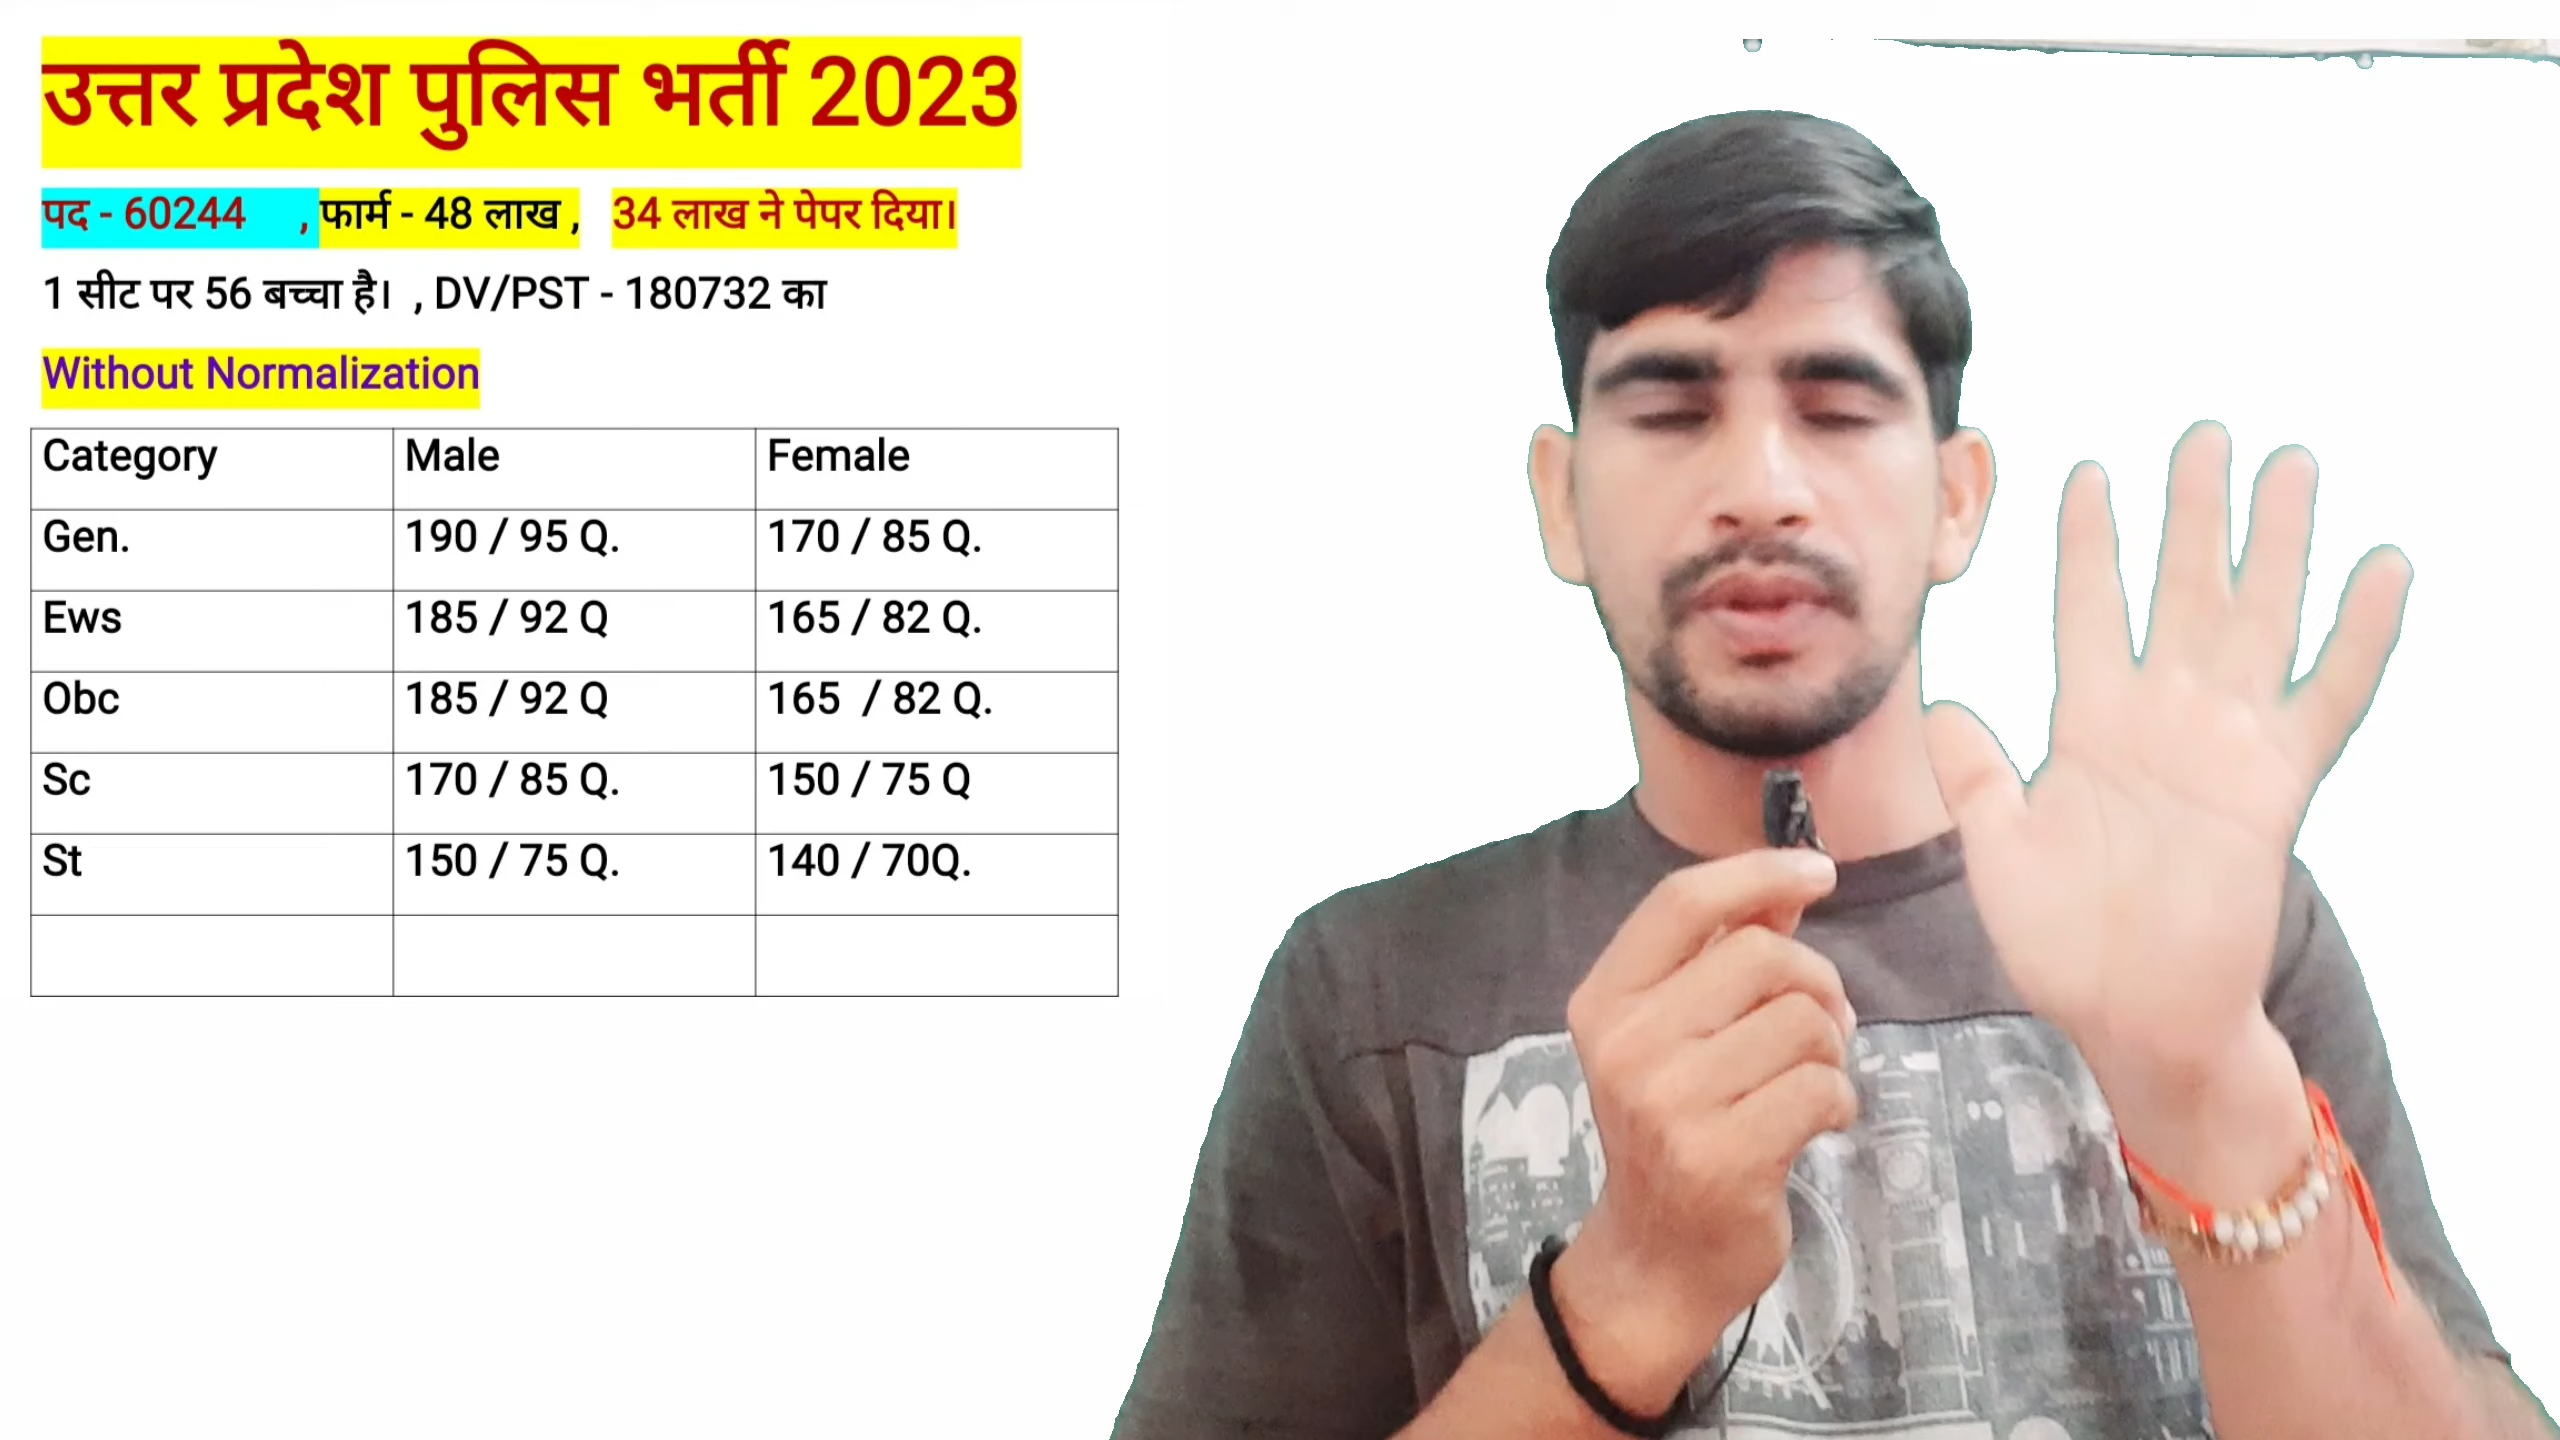 उत्तर प्रदेश पुलिस भर्ती 2023
पद - 60244 , फार्म - 48 लाख , 34 लाख ने पेपर दिया।
1 सीट पर 56 बच्चा है। , DV/PST - 180732 का
Without Normalization
Category Male Female
Gen. 190 / 95 Q. 170 / 85 Q.
Ews 185 / 92 Q 165 / 82 Q.
Obc 185 / 92 Q 165 / 82 Q.
Sc 170 / 85 Q. 150 / 75 Q
St 150 / 75 Q. 140 / 70Q.